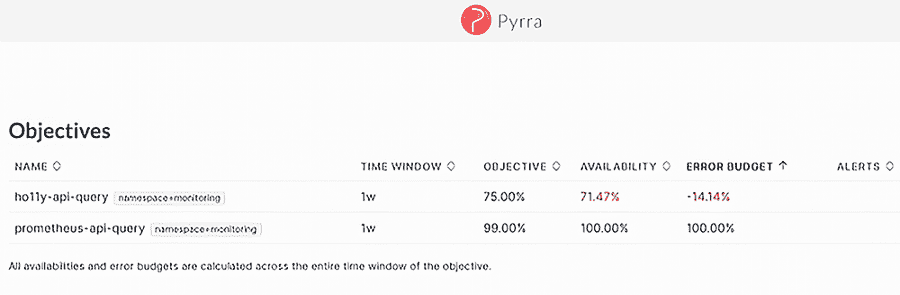 Pyrra
Objectives
NAME TIME WINDOW OBJECTIVE AVAILABILITY ERROR BUDGET ↑ ALERTS
ho11y-api-query namespace=monitoring 1w 75.00% 71.47% -14.14%
prometheus-api-query namespace=monitoring 1w 99.00% 100.00% 100.00%
All availabilities and error budgets are calculated across the entire time window of the objective.